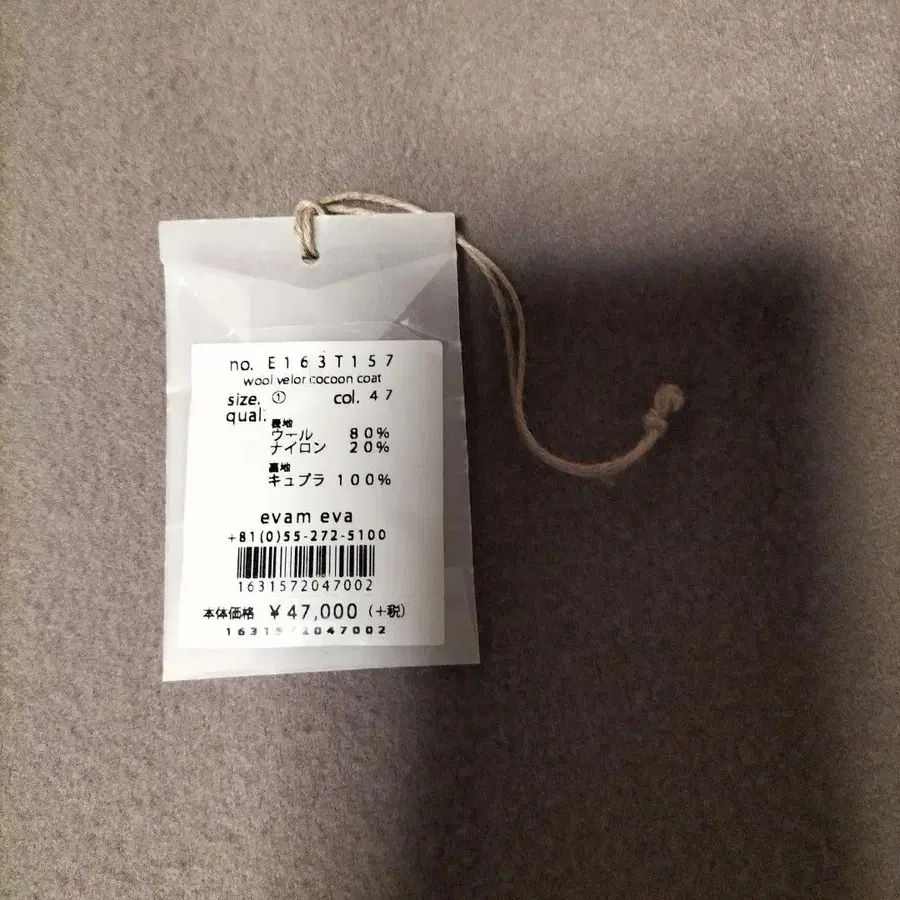 no. E163T157
wool velor cocoon coat
size. ① col. 47
qual.
表地
ウール 80%
ナイロン 20%
裏地
キュプラ 100%
evam eva
+81(0)55-272-5100
1631572047002
本体価格 ¥47,000 (+税)
1631572047002